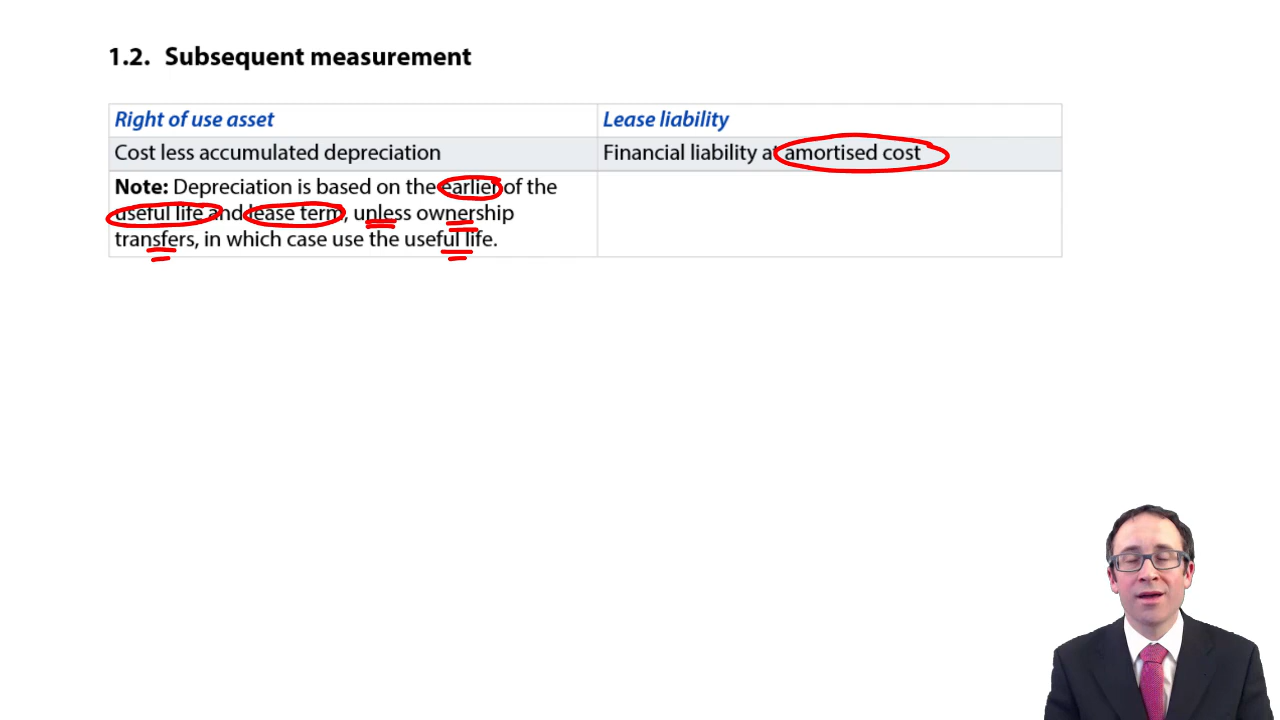 1.2. Subsequent measurement
Right of use asset
Lease liability
Cost less accumulated depreciation
Financial liability at amortised cost
Note: Depreciation is based on the earlier of the
useful life and lease term, unless ownership
transfers, in which case use the useful life.